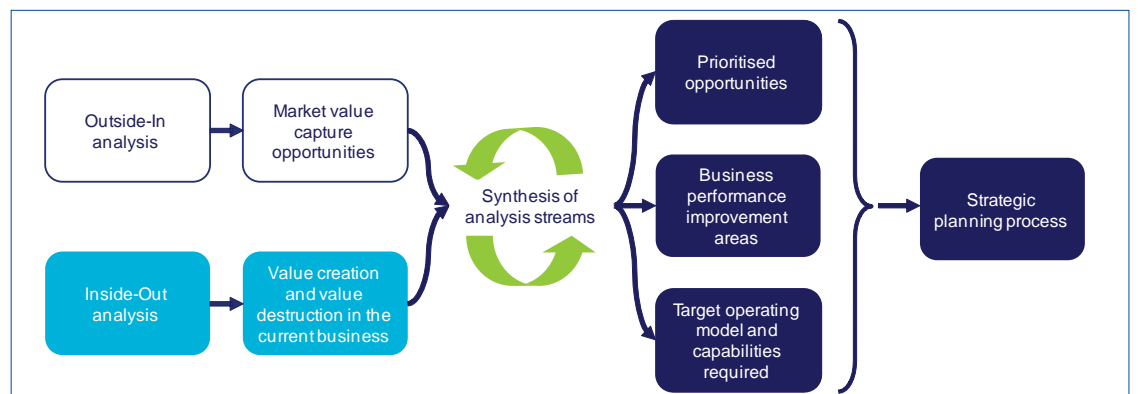 Outside-In
analysis
Market value
capture
opportunities
Inside-Out
analysis
Value creation
and value
destruction in the
current business
Synthesis of
analysis streams
Prioritised
opportunities
Business
performance
improvement
areas
Target operating
model and
capabilities
required
Strategic
planning process